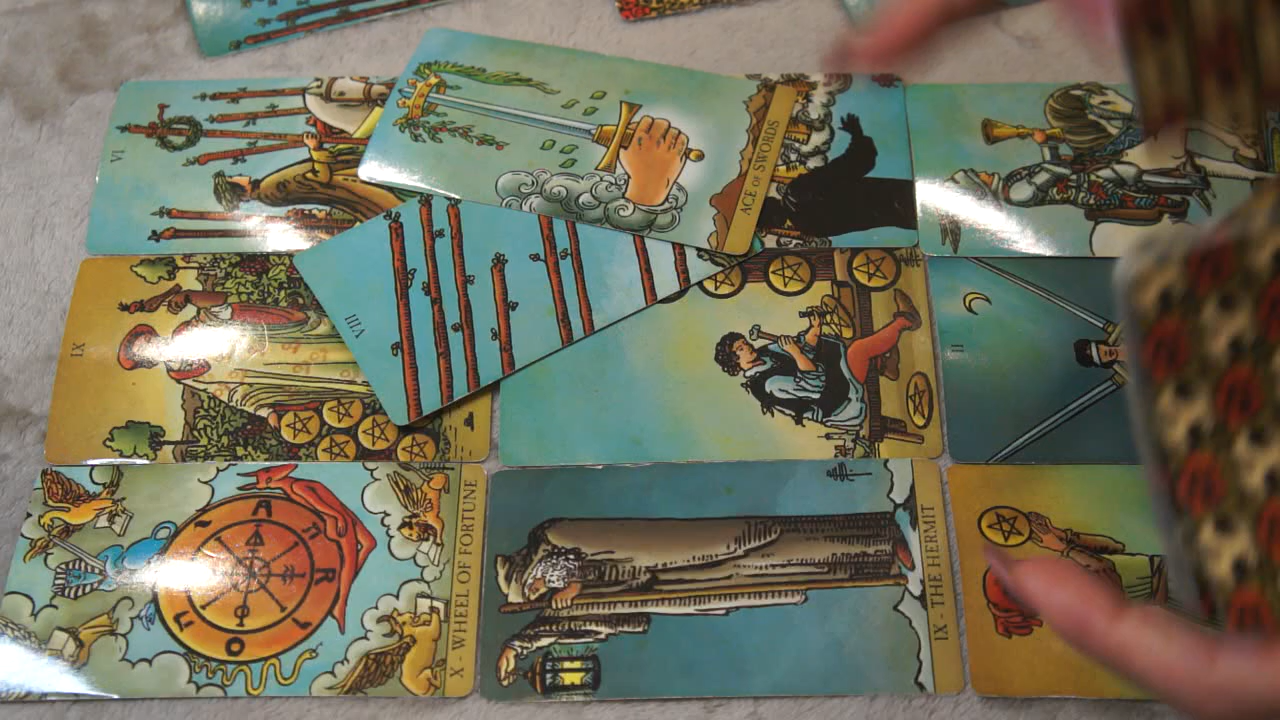 VI
ACE OF SWORDS
IX
VIII
II
X - WHEEL OF FORTUNE
IX - THE HERMIT